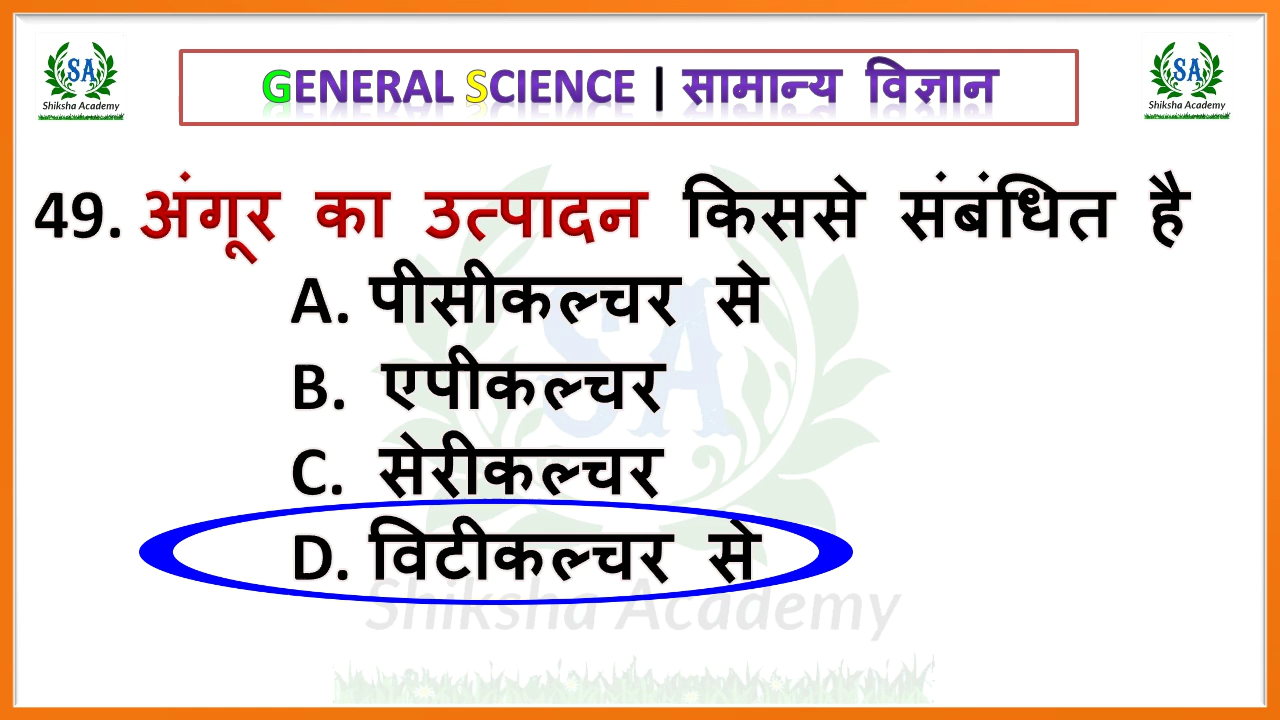 SA
Shiksha Academy
GENERAL SCIENCE | सामान्य विज्ञान
SA
Shiksha Academy
49. अंगूर का उत्पादन किससे संबंधित है
A. पीसीकल्चर से
B. एपीकल्चर
C. सेरीकल्चर
D. विटीकल्चर से
SA
Shiksha Academy